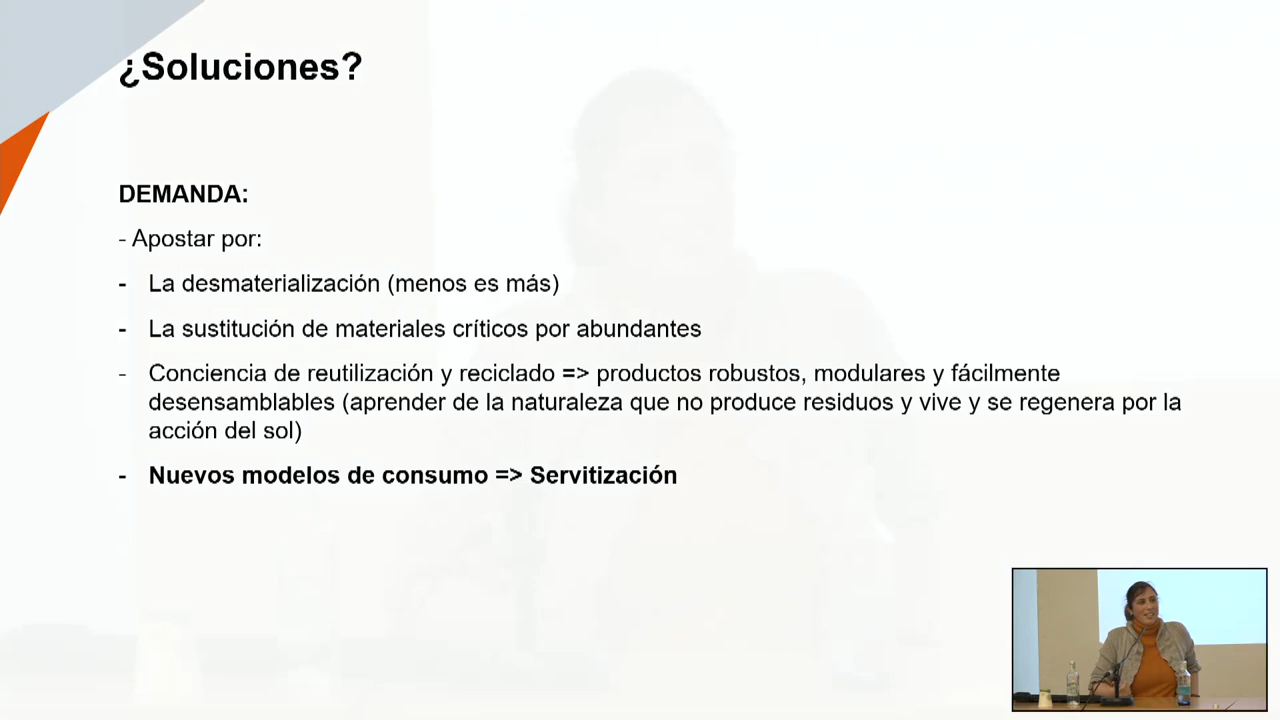 ¿Soluciones?
DEMANDA:
- Apostar por:
- La desmaterialización (menos es más)
- La sustitución de materiales críticos por abundantes
- Conciencia de reutilización y reciclado => productos robustos, modulares y fácilmente
desensamblables (aprender de la naturaleza que no produce residuos y vive y se regenera por la
acción del sol)
- Nuevos modelos de consumo => Servitización